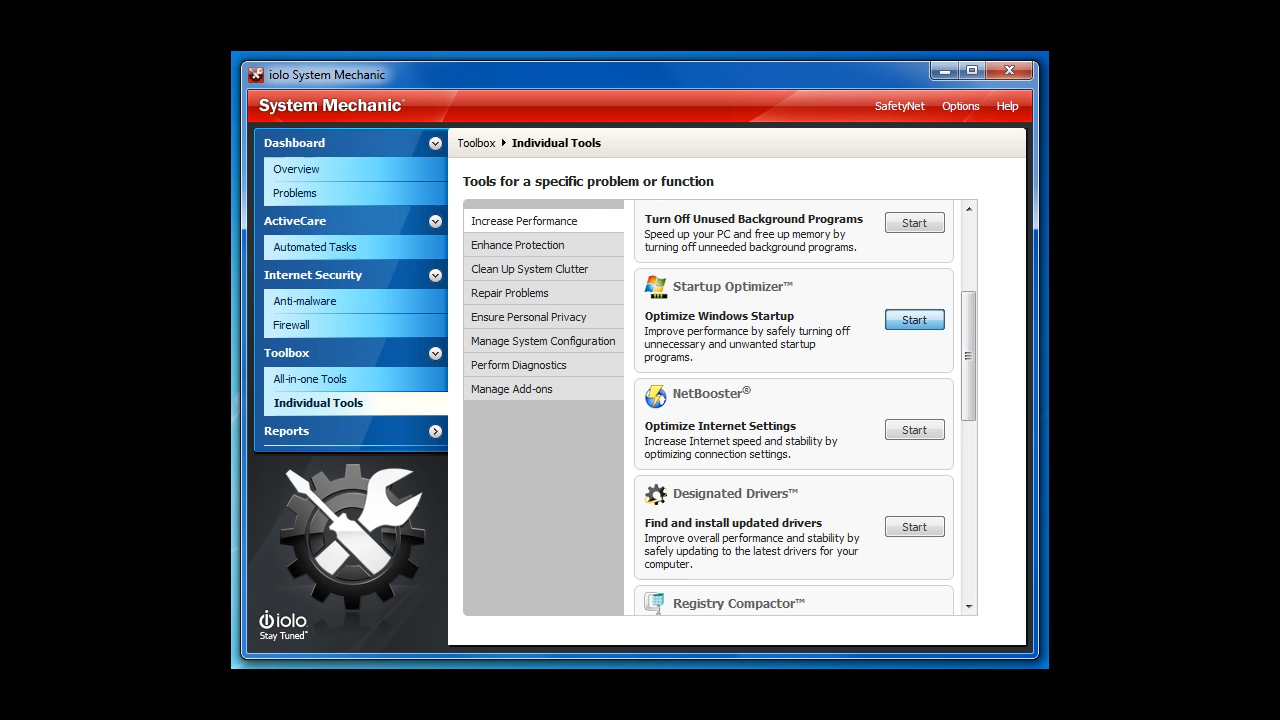 iolo System Mechanic
System Mechanic
SafetyNet Options Help
Dashboard
Overview
Problems
ActiveCare
Automated Tasks
Internet Security
Anti-malware
Firewall
Toolbox
All-in-one Tools
Individual Tools
Reports
iolo
Stay Tuned™
Toolbox Individual Tools
Tools for a specific problem or function
Increase Performance
Enhance Protection
Clean Up System Clutter
Repair Problems
Ensure Personal Privacy
Manage System Configuration
Perform Diagnostics
Manage Add-ons
Turn Off Unused Background Programs
Speed up your PC and free up memory by
turning off unneeded background programs.
Start
Startup Optimizer™
Optimize Windows Startup
Improve performance by safely turning off
unnecessary and unwanted startup
programs.
Start
NetBooster®
Optimize Internet Settings
Increase Internet speed and stability by
optimizing connection settings.
Start
Designated Drivers™
Find and install updated drivers
Improve overall performance and stability by
safely updating to the latest drivers for your
computer.
Start
Registry Compactor™